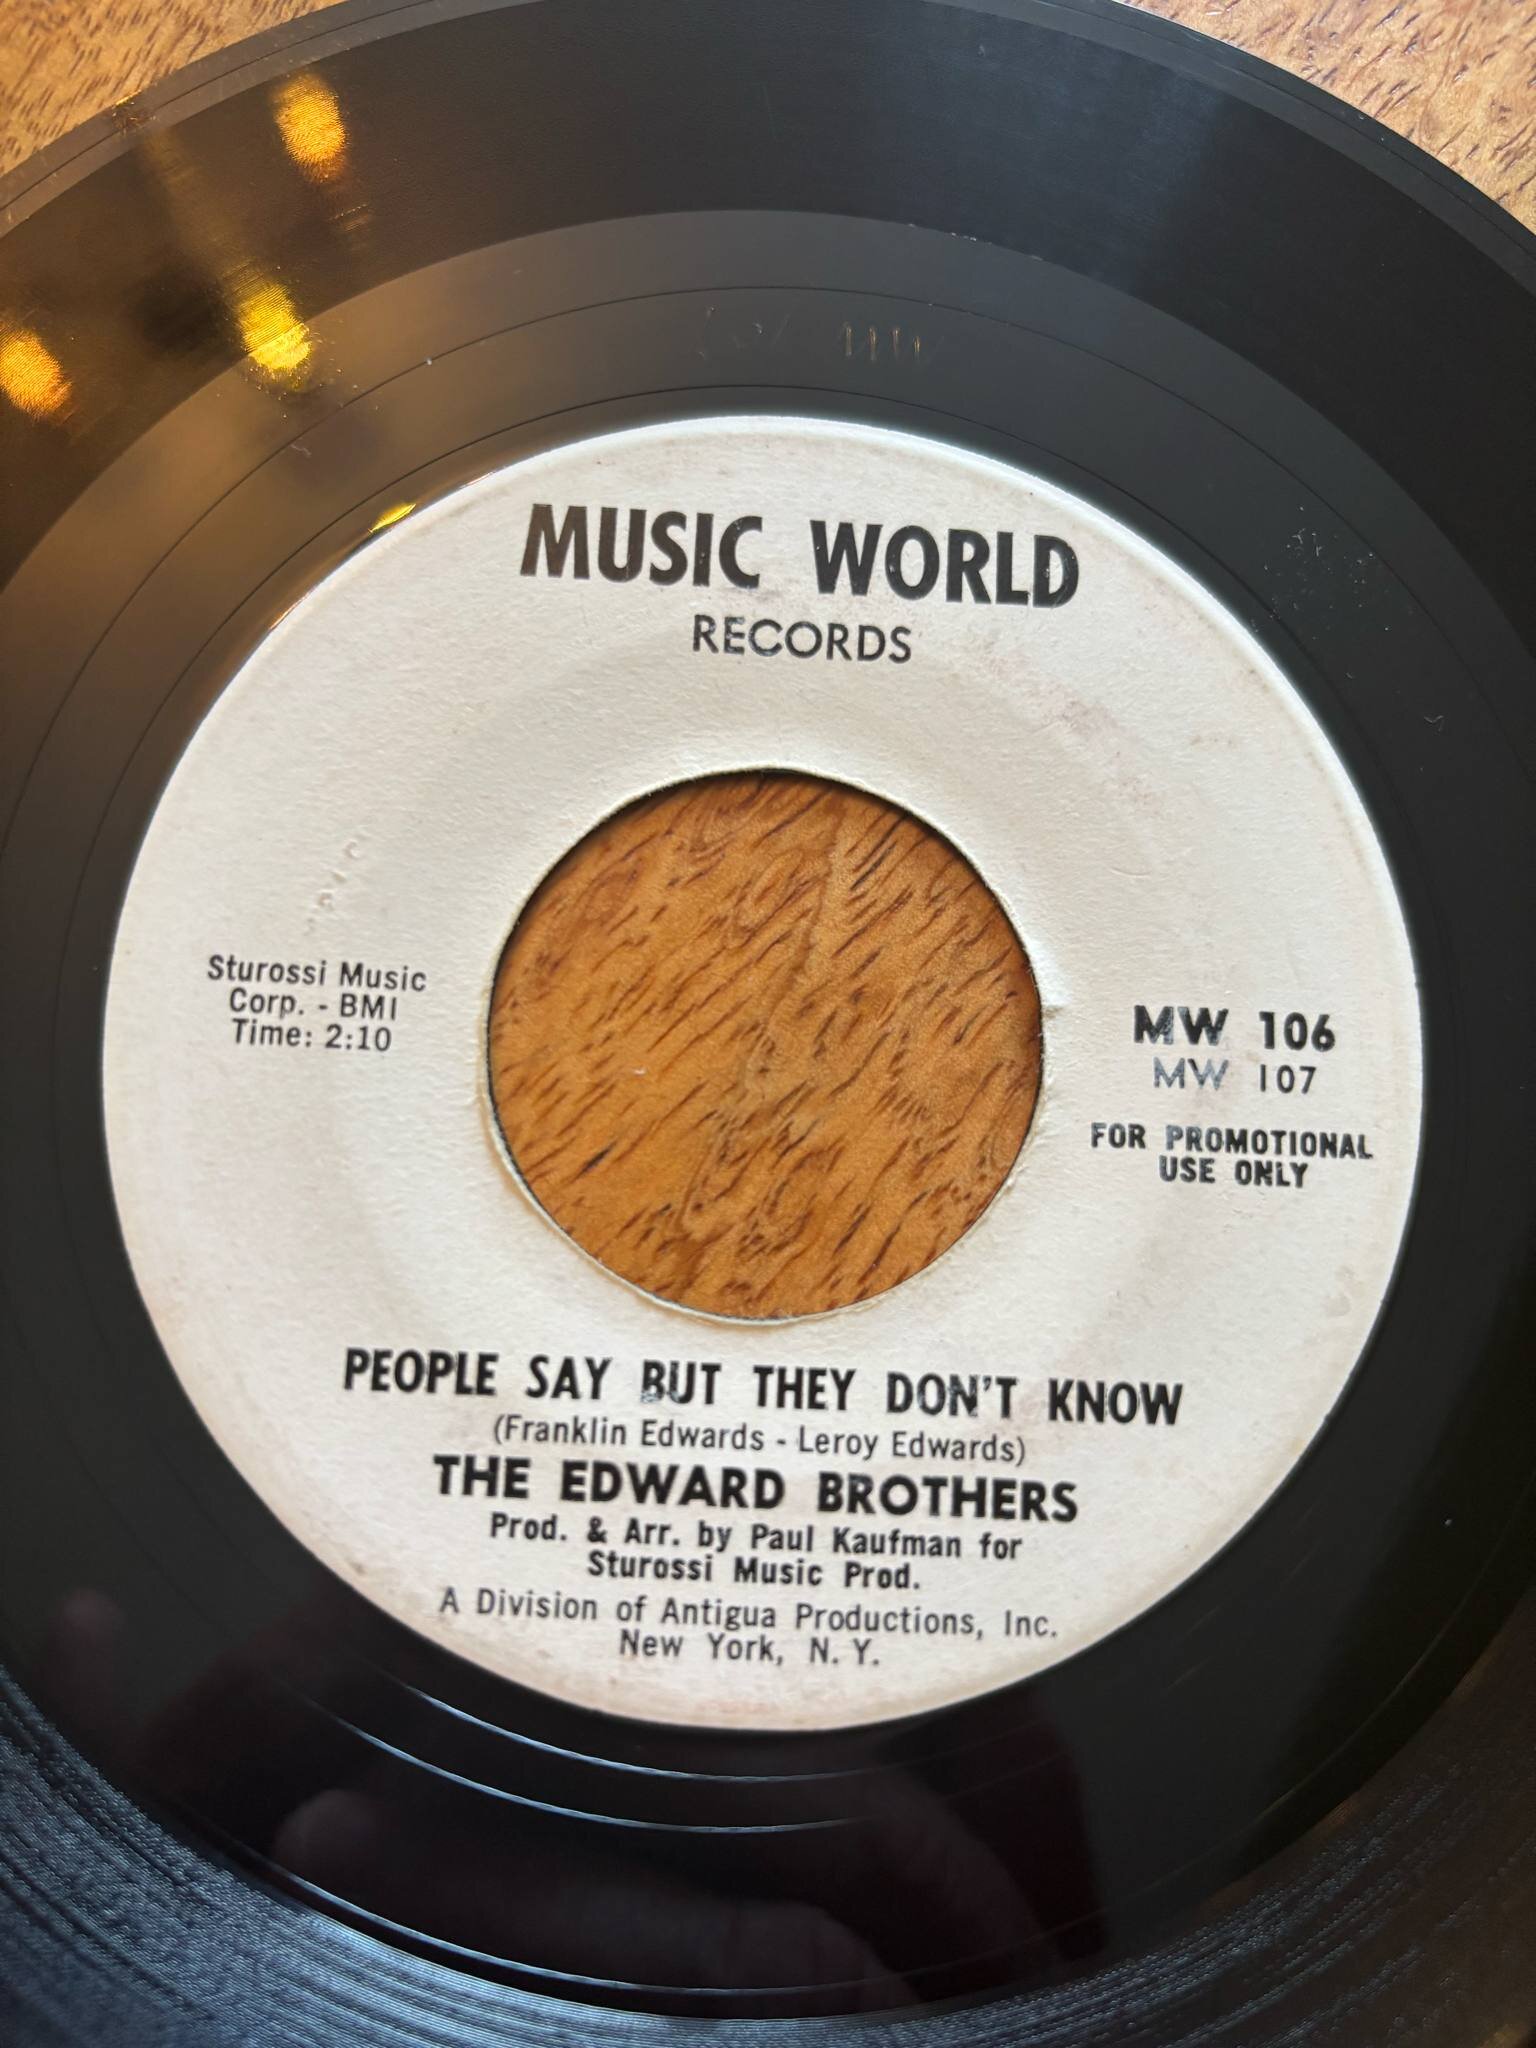 MUSIC WORLD
RECORDS
Sturossi Music
Corp. - BMI
Time: 2:10
MW 106
MW 107
FOR PROMOTIONAL
USE ONLY
PEOPLE SAY BUT THEY DON'T KNOW
(Franklin Edwards - Leroy Edwards)
THE EDWARD BROTHERS
Prod. & Arr. by Paul Kaufman for
Sturossi Music Prod.
A Division of Antigua Productions, Inc.
New York, N. Y.